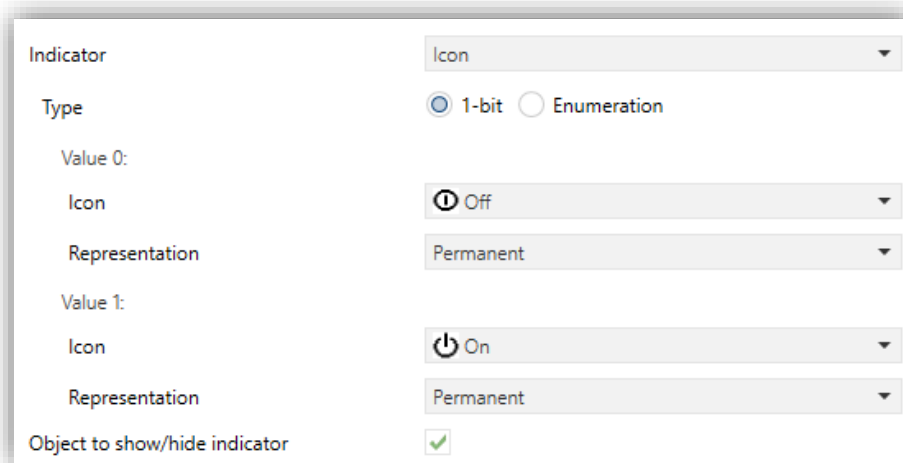 Indicator Icon
Type 1-bit Enumeration
Value 0:
Icon Off
Representation Permanent
Value 1:
Icon On
Representation Permanent
Object to show/hide indicator